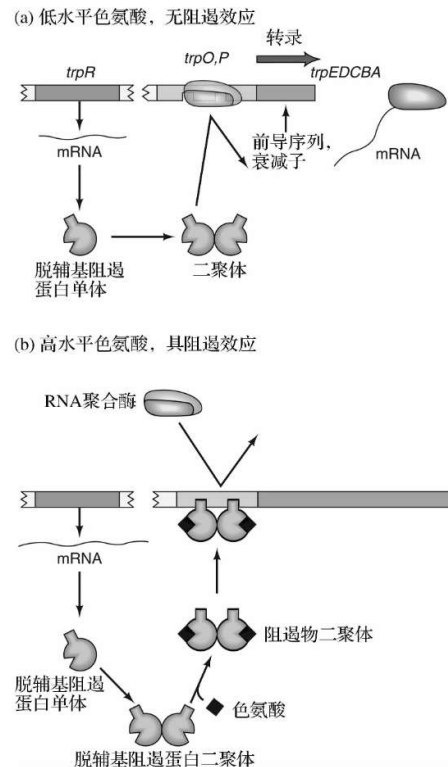 (a) 低水平色氨酸，无阻遏效应
转录
trpR
trpO,P
trpEDCBA
mRNA
前导序列，
衰减子
mRNA
脱辅基阻遏
蛋白单体
二聚体
(b) 高水平色氨酸，具阻遏效应
RNA聚合酶
mRNA
阻遏物二聚体
脱辅基阻遏
蛋白单体
色氨酸
脱辅基阻遏蛋白二聚体